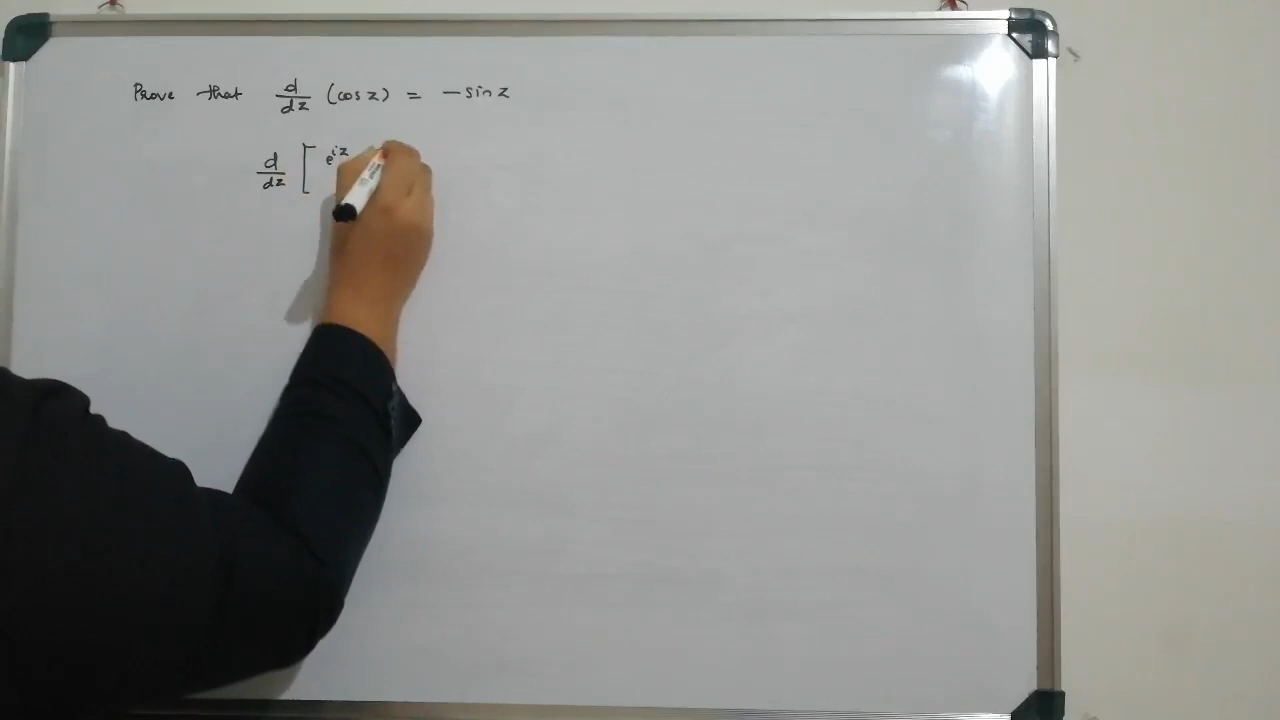 Prove that d/dz (cos z) = -sin z
d/dz [ e^iz